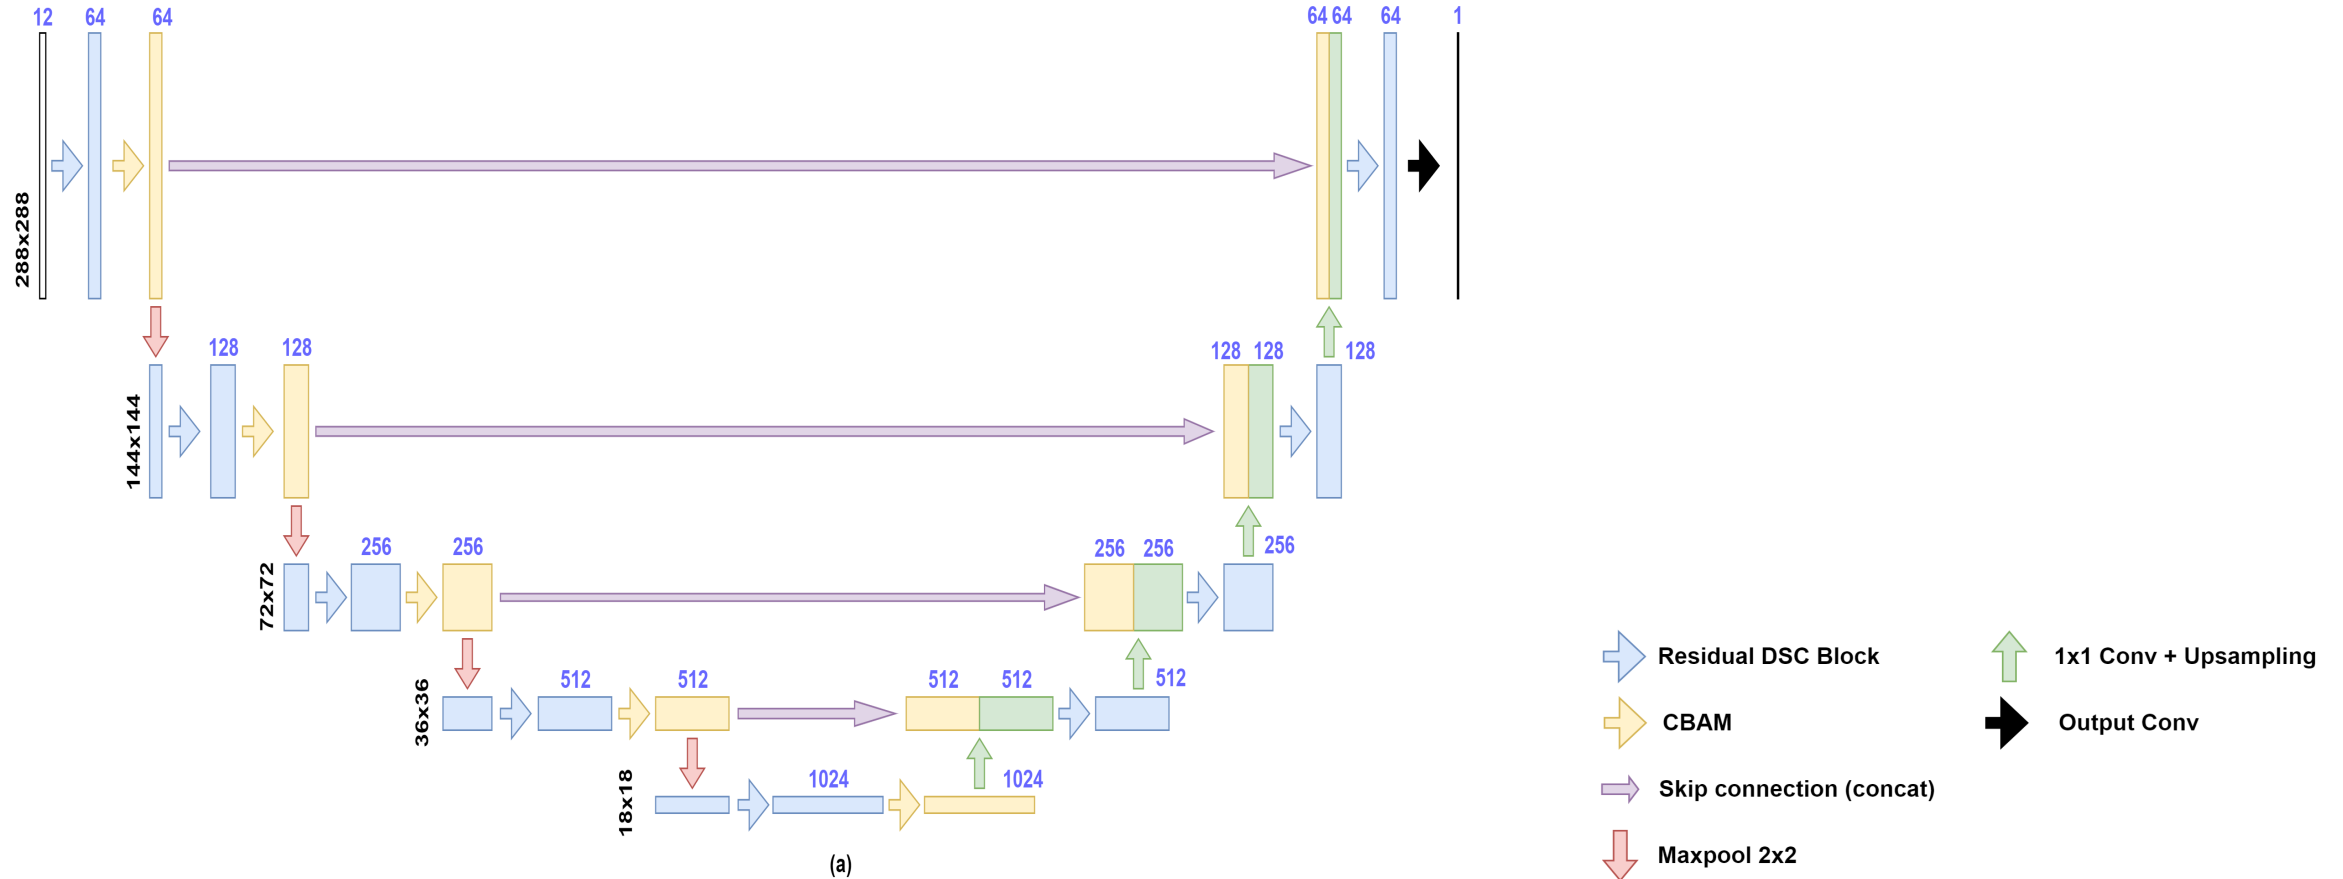 12 64 64 64 64 64 1
288x288
128 128 128 128 128
144x144
256 256 256 256 256
72x72
512 512 512 512 512
36x36
1024 1024
18x18
(a)
Residual DSC Block
CBAM
Skip connection (concat)
Maxpool 2x2
1x1 Conv + Upsampling
Output Conv